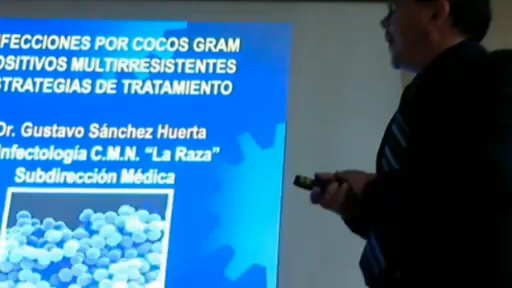 FECCIONES POR COCOS GRAM
OSITIVOS MULTIRRESISTENTES
STRATEGIAS DE TRATAMIENTO
Dr. Gustavo Sánchez Huerta
Infectología C.M.N. “La Raza”
Subdirección Médica